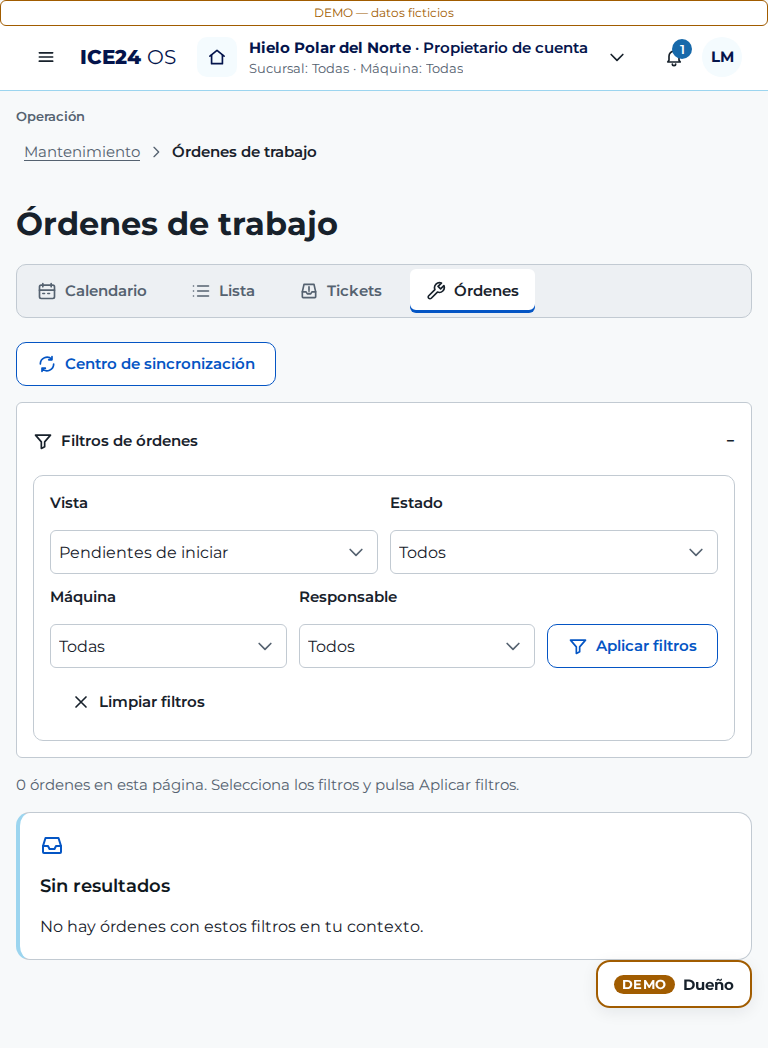 DEMO — datos ficticios
ICE24 OS
Hielo Polar del Norte · Propietario de cuenta
Sucursal: Todas · Máquina: Todas
1
LM
Operación
Mantenimiento
Órdenes de trabajo
Órdenes de trabajo
Calendario
Lista
Tickets
Órdenes
Centro de sincronización
Filtros de órdenes
–
Vista
Estado
Pendientes de iniciar
Todos
Máquina
Responsable
Todas
Todos
Aplicar filtros
Limpiar filtros
0 órdenes en esta página. Selecciona los filtros y pulsa Aplicar filtros.
Sin resultados
No hay órdenes con estos filtros en tu contexto.
DEMO Dueño